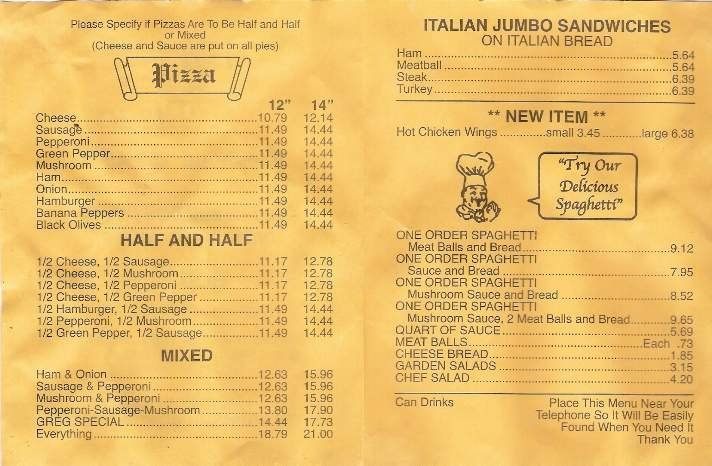 Please Specify if Pizzas Are To Be Half and Half
or Mixed
(Cheese and Sauce are put on all pies)
Pizza
12" 14"
Cheese 10.79 12.14
Sausage 11.49 14.44
Pepperoni 11.49 14.44
Green Pepper 11.49 14.44
Mushroom 11.49 14.44
Ham 11.49 14.44
Onion 11.49 14.44
Hamburger 11.49 14.44
Banana Peppers 11.49 14.44
Black Olives 11.49 14.44
HALF AND HALF
1/2 Cheese, 1/2 Sausage 11.17 12.78
1/2 Cheese, 1/2 Mushroom 11.17 12.78
1/2 Cheese, 1/2 Pepperoni 11.17 12.78
1/2 Cheese, 1/2 Green Pepper 11.17 12.78
1/2 Hamburger, 1/2 Sausage 11.49 14.44
1/2 Pepperoni, 1/2 Mushroom 11.49 14.44
1/2 Green Pepper, 1/2 Sausage 11.49 14.44
MIXED
Ham & Onion 12.63 15.96
Sausage & Pepperoni 12.63 15.96
Mushroom & Pepperoni 12.63 15.96
Pepperoni-Sausage-Mushroom 13.80 17.90
GREG SPECIAL 14.44 17.73
Everything 18.79 21.00
ITALIAN JUMBO SANDWICHES
ON ITALIAN BREAD
Ham 5.64
Meatball 5.64
Steak 6.39
Turkey 6.39
** NEW ITEM **
Hot Chicken Wings small 3.45 large 6.38
"Try Our
Delicious
Spaghetti"
ONE ORDER SPAGHETTI
Meat Balls and Bread 9.12
ONE ORDER SPAGHETTI
Sauce and Bread 7.95
ONE ORDER SPAGHETTI
Mushroom Sauce and Bread 8.52
ONE ORDER SPAGHETTI
Mushroom Sauce, 2 Meat Balls and Bread 9.65
QUART OF SAUCE 5.69
MEAT BALLS Each .73
CHEESE BREAD 1.85
GARDEN SALADS 3.15
CHEF SALAD 4.20
Can Drinks
Place This Menu Near Your
Telephone So It Will Be Easily
Found When You Need It
Thank You